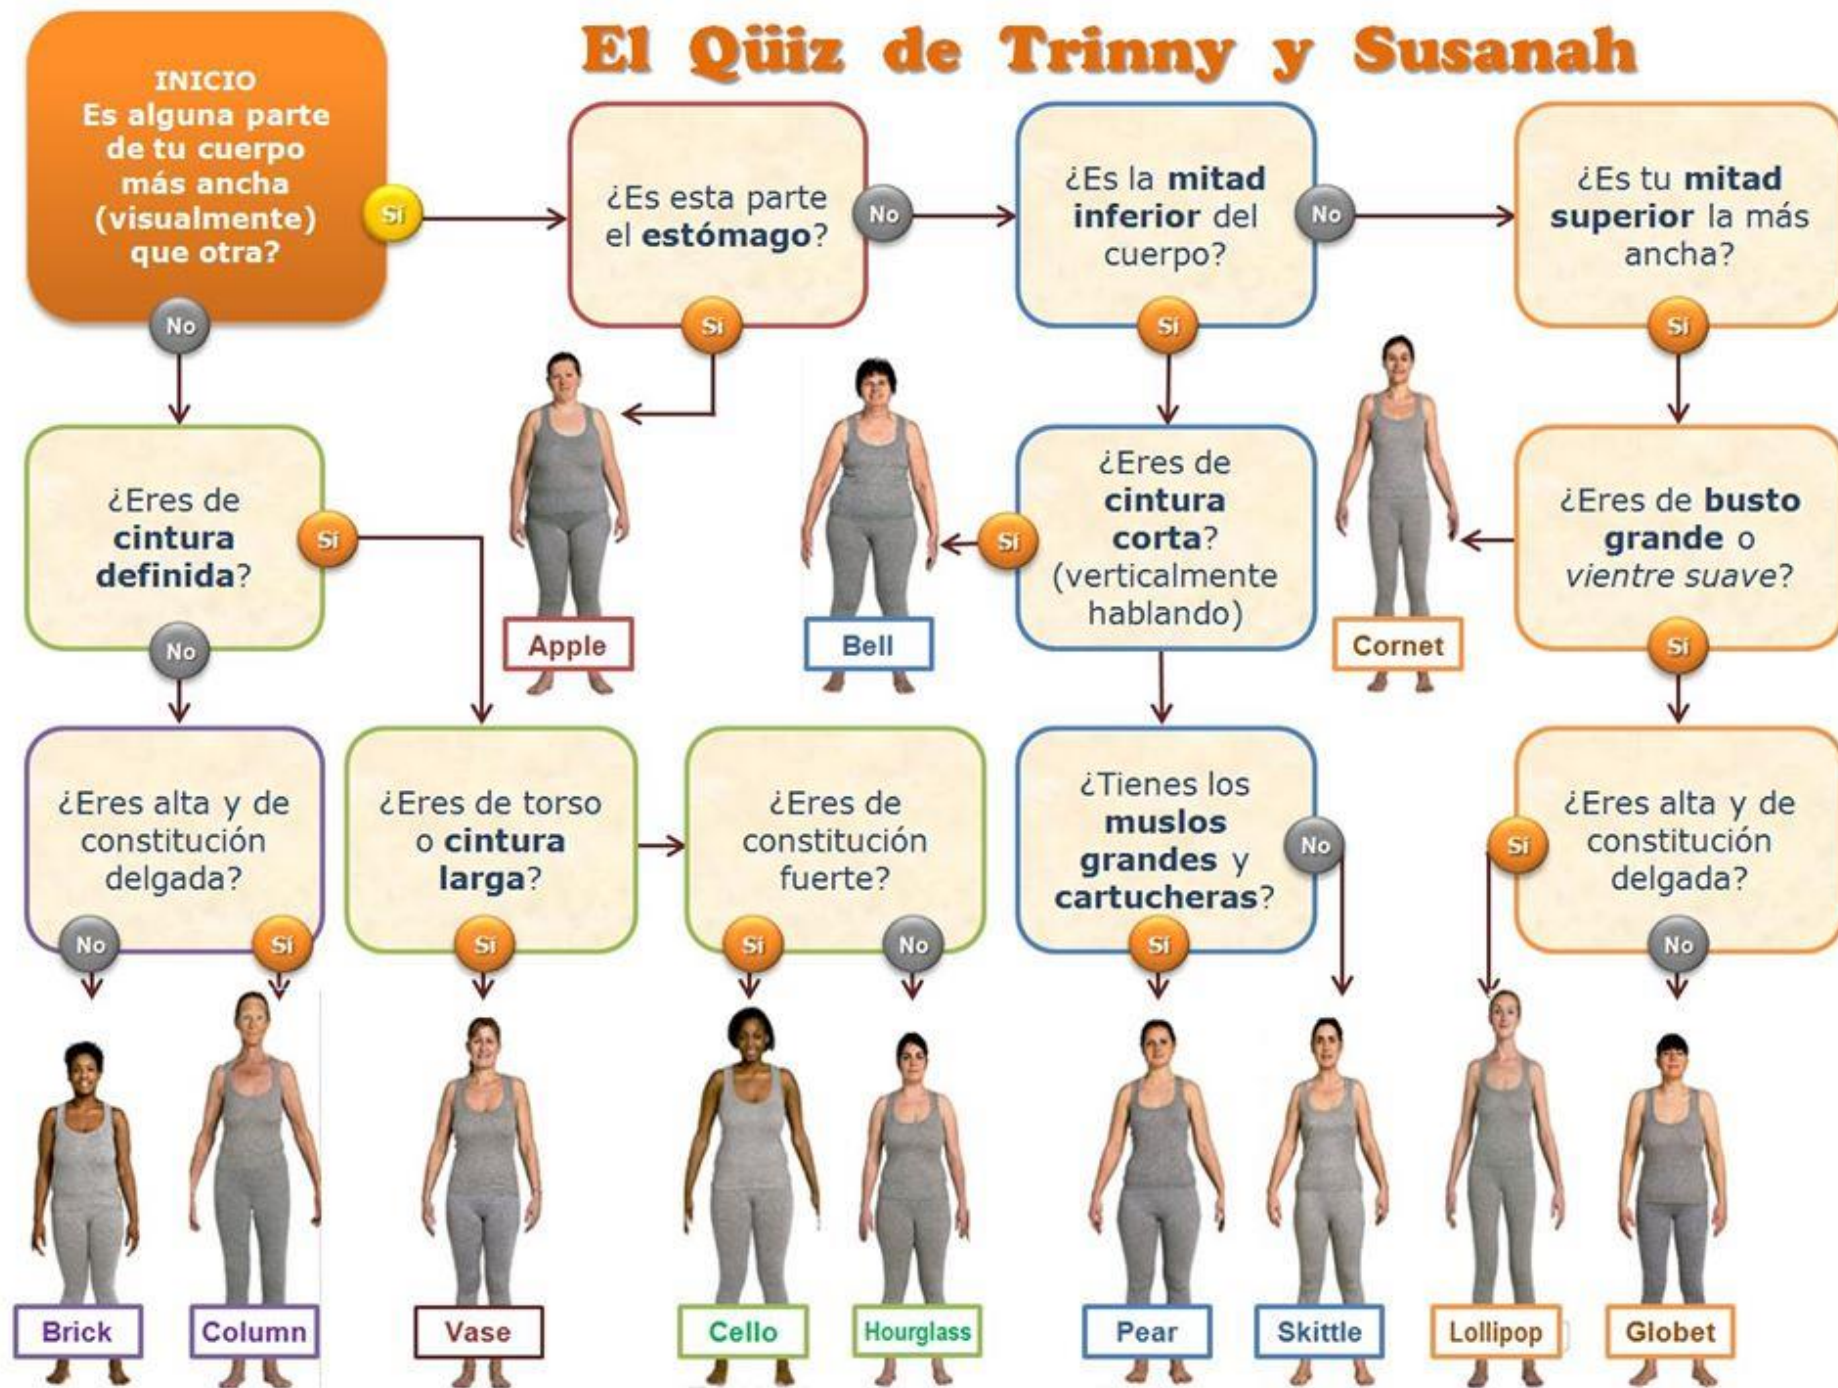 El Qüiz de Trinny y Susanah
INICIO
Es alguna parte
de tu cuerpo
más ancha
(visualmente)
que otra?
Sí
No
¿Es esta parte
el estómago?
No
Sí
¿Es la mitad
inferior del
cuerpo?
No
Sí
¿Es tu mitad
superior la más
ancha?
Sí
¿Eres de
cintura
definida?
Sí
No
Apple
Bell
¿Eres de
cintura
corta?
(verticalmente
hablando)
Sí
Cornet
¿Eres de busto
grande o
vientre suave?
Sí
¿Eres alta y de
constitución
delgada?
No
Sí
¿Eres de torso
o cintura
larga?
Sí
¿Eres de
constitución
fuerte?
Sí
No
¿Tienes los
muslos
grandes y
cartucheras?
No
Sí
¿Eres alta y de
constitución
delgada?
Sí
No
Brick
Column
Vase
Cello
Hourglass
Pear
Skittle
Lollipop
Globet